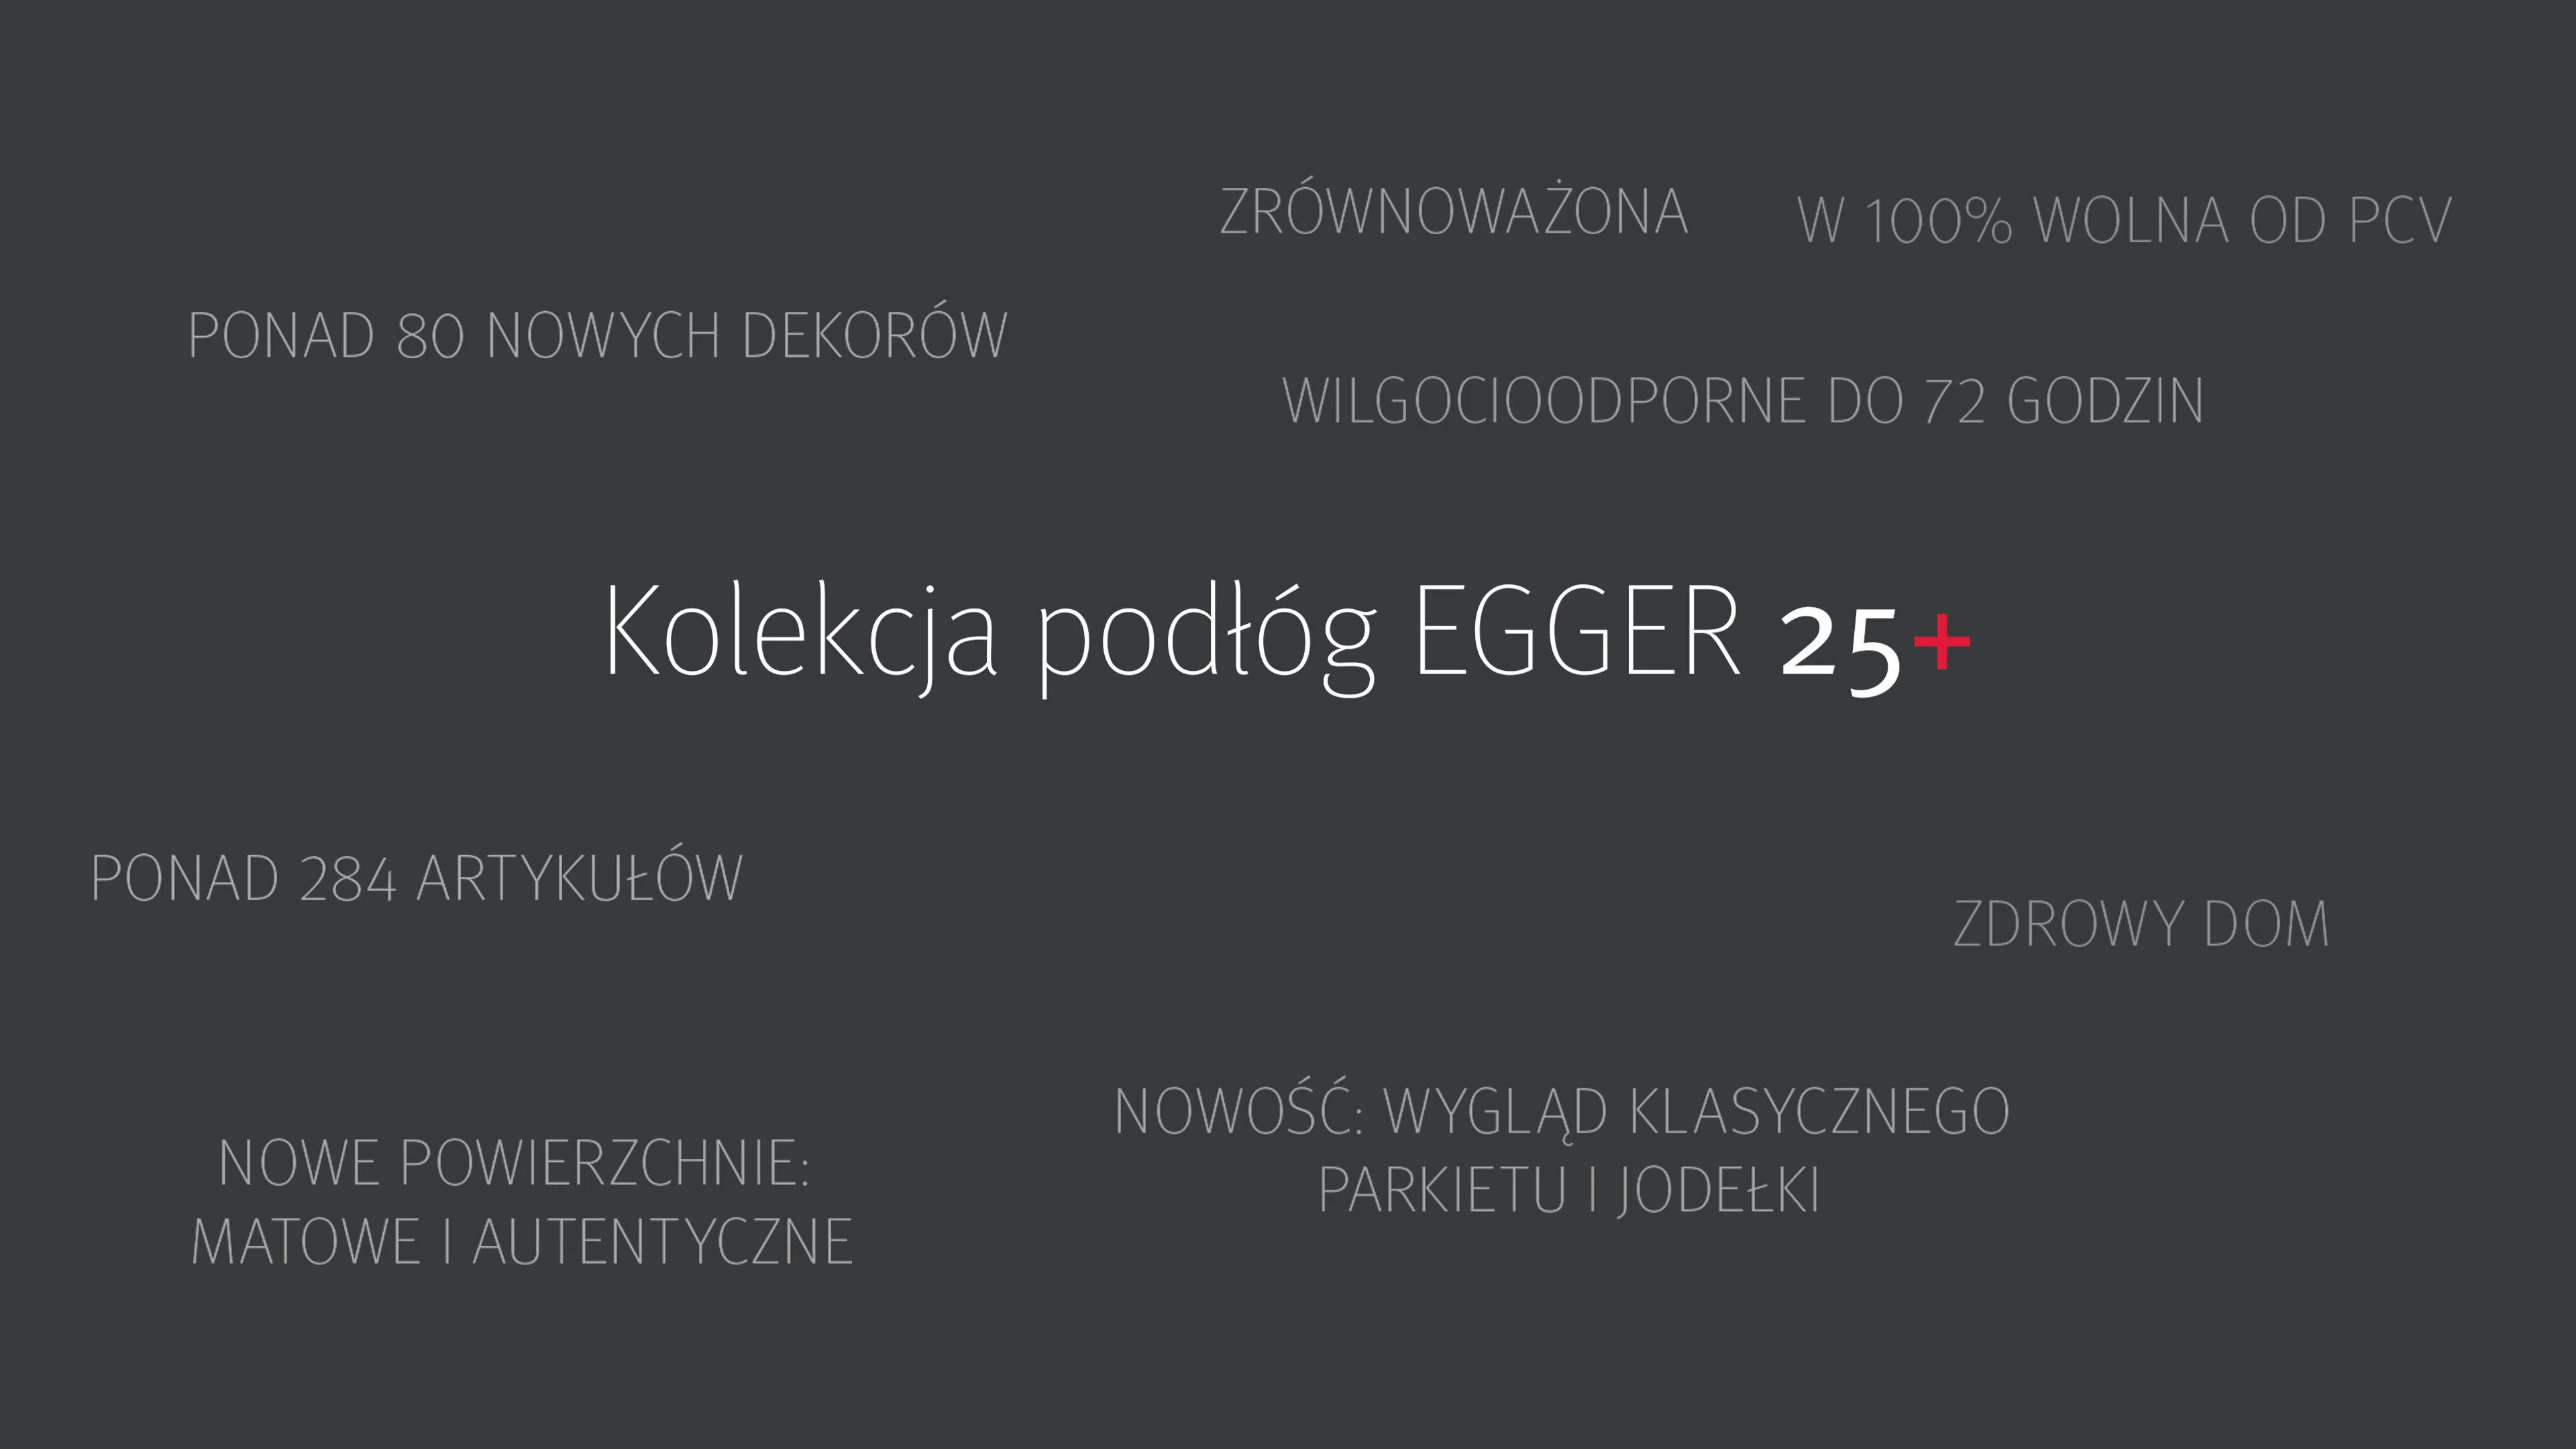 ZRÓWNOWAŻONA
W 100% WOLNA OD PCV
PONAD 80 NOWYCH DEKORÓW
WILGOCIOODPORNE DO 72 GODZIN
Kolekcja podłóg EGGER 25+
PONAD 284 ARTYKUŁÓW
ZDROWY DOM
NOWOŚĆ: WYGLĄD KLASYCZNEGO
PARKIETU I JODEŁKI
NOWE POWIERZCHNIE:
MATOWE I AUTENTYCZNE